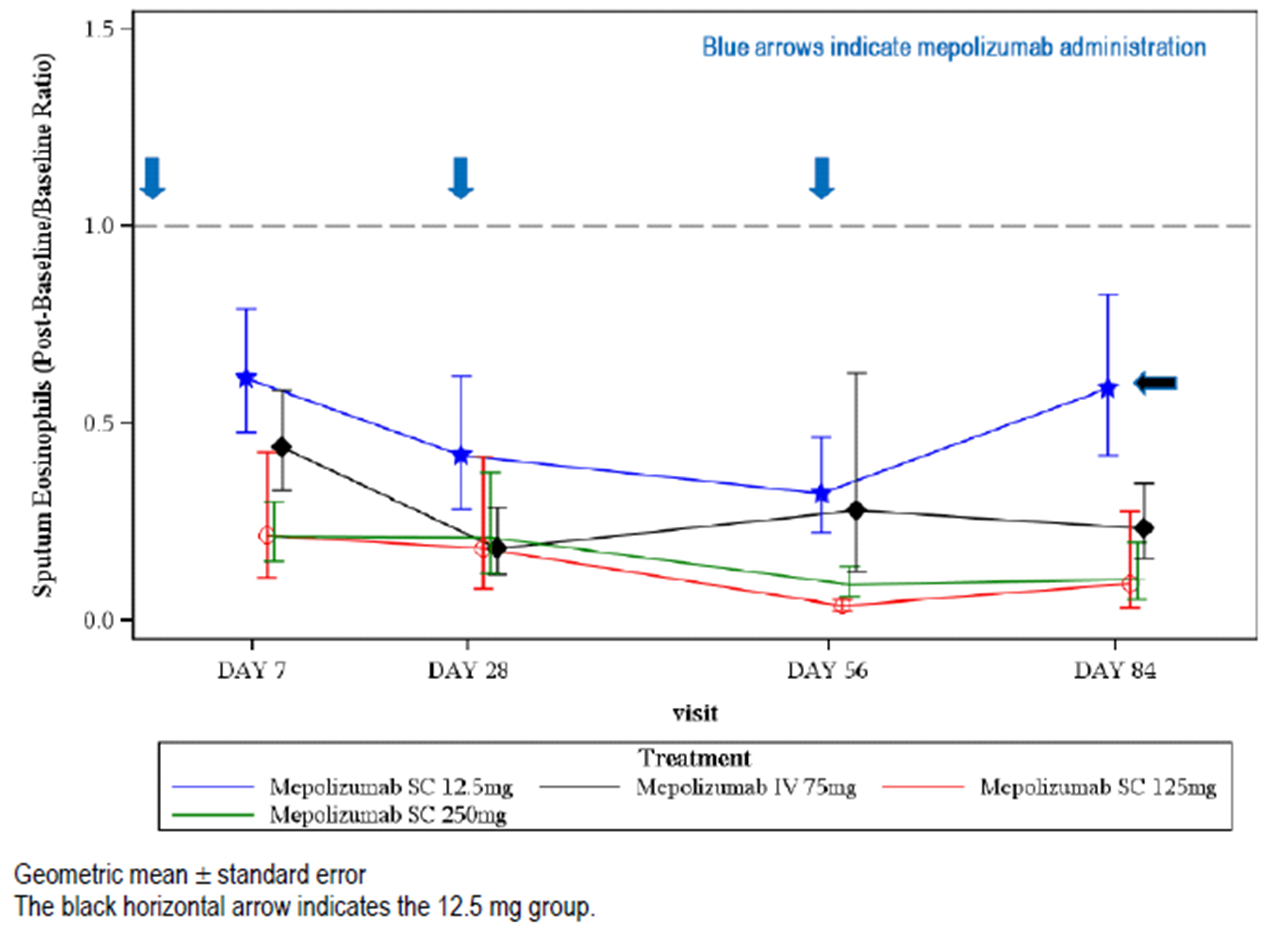 Blue arrows indicate mepolizumab administration
Sputum Eosinophils (Post-Baseline/Baseline Ratio)
1.5
1.0
0.5
0.0
DAY 7
DAY 28
DAY 56
DAY 84
visit
Treatment
Mepolizumab SC 12.5mg
Mepolizumab IV 75mg
Mepolizumab SC 125mg
Mepolizumab SC 250mg
Geometric mean ± standard error
The black horizontal arrow indicates the 12.5 mg group.